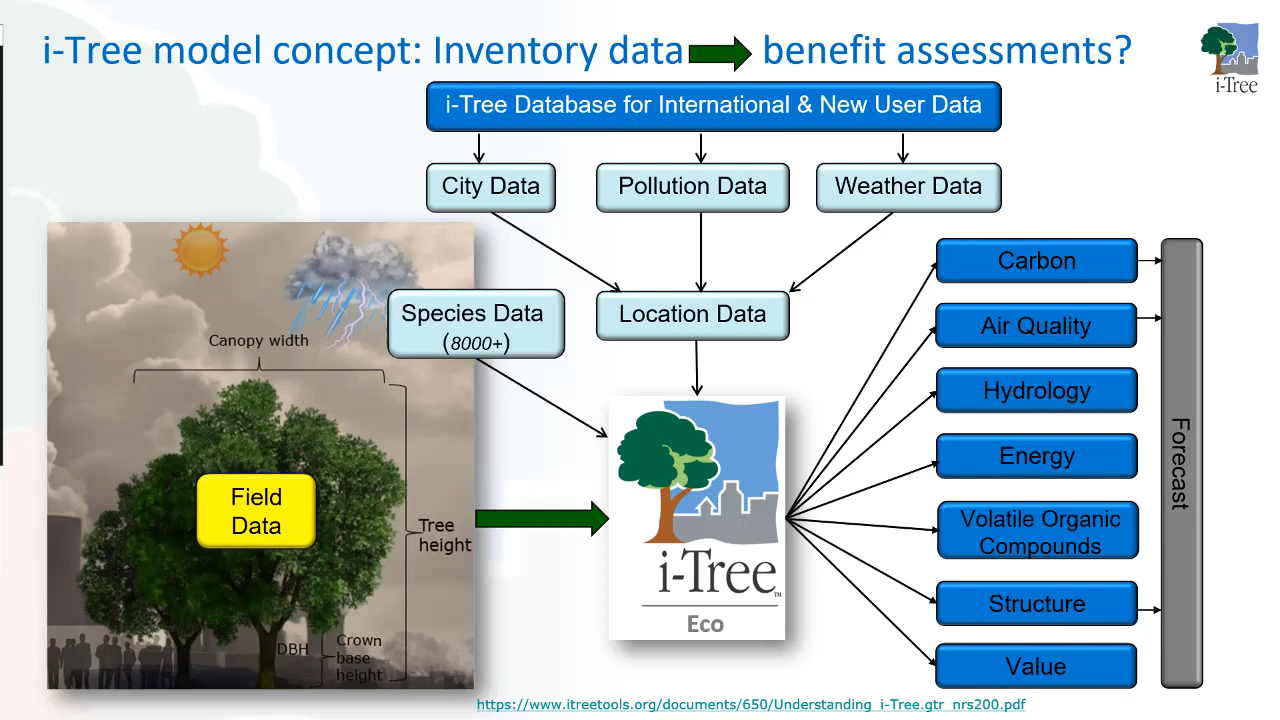 i-Tree model concept: Inventory data benefit assessments?
i-Tree
i-Tree Database for International & New User Data
City Data
Pollution Data
Weather Data
Species Data
(8000+)
Location Data
Canopy width
Field
Data
Tree
height
DBH
Crown
base
height
i-Tree™
Eco
Carbon
Air Quality
Hydrology
Energy
Volatile Organic
Compounds
Structure
Value
Forecast
https://www.itreetools.org/documents/650/Understanding_i-Tree.gtr_nrs200.pdf